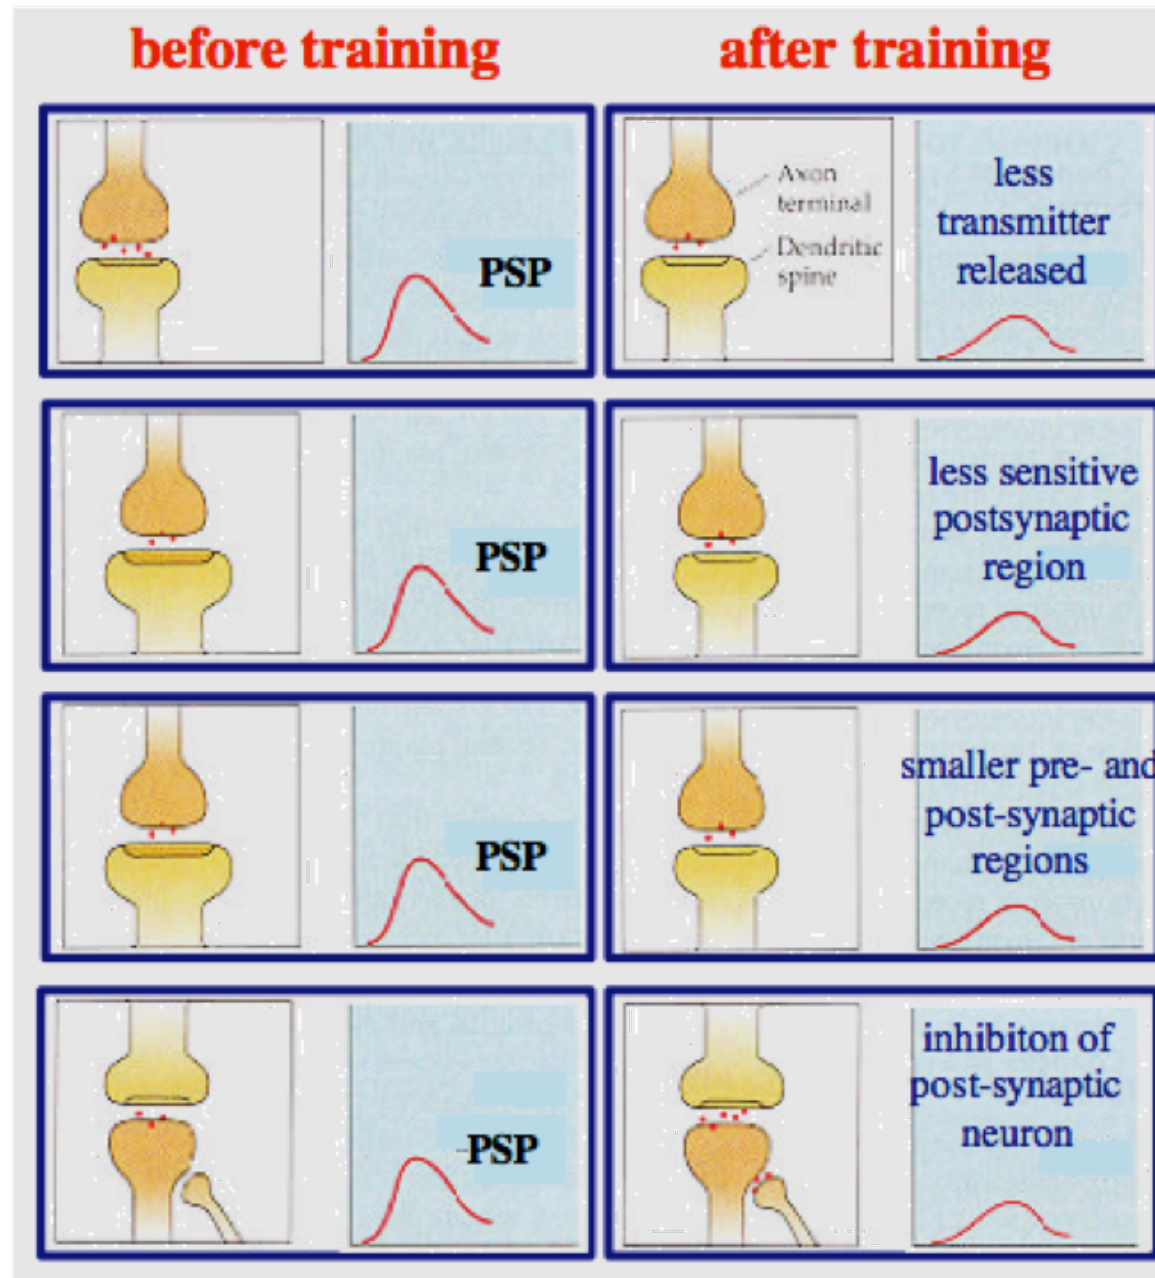 before training
after training
PSP
Axon
terminal
Dendritic
spine
less
transmitter
released
PSP
less sensitive
postsynaptic
region
PSP
smaller pre- and
post-synaptic
regions
-PSP
inhibiton of
post-synaptic
neuron